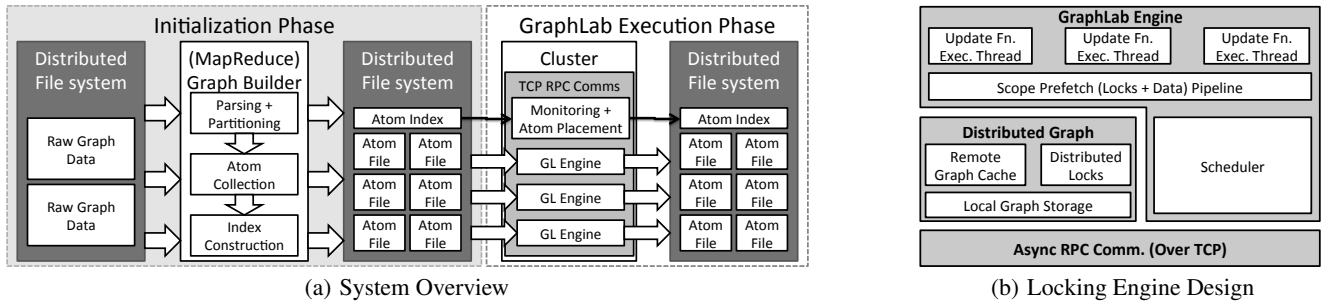 Initialization Phase
GraphLab Execution Phase
Distributed
File system
Raw Graph
Data
Raw Graph
Data
(MapReduce)
Graph Builder
Parsing +
Partitioning
Atom
Collection
Index
Construction
Distributed
File system
Atom Index
Atom
File
Atom
File
Atom
File
Atom
File
Atom
File
Atom
File
Cluster
TCP RPC Comms
Monitoring +
Atom Placement
GL Engine
GL Engine
GL Engine
Distributed
File system
Atom Index
Atom
File
Atom
File
Atom
File
Atom
File
Atom
File
Atom
File
(a) System Overview
GraphLab Engine
Update Fn.
Exec. Thread
Update Fn.
Exec. Thread
Update Fn.
Exec. Thread
Scope Prefetch (Locks + Data) Pipeline
Distributed Graph
Remote
Graph Cache
Distributed
Locks
Local Graph Storage
Scheduler
Async RPC Comm. (Over TCP)
(b) Locking Engine Design